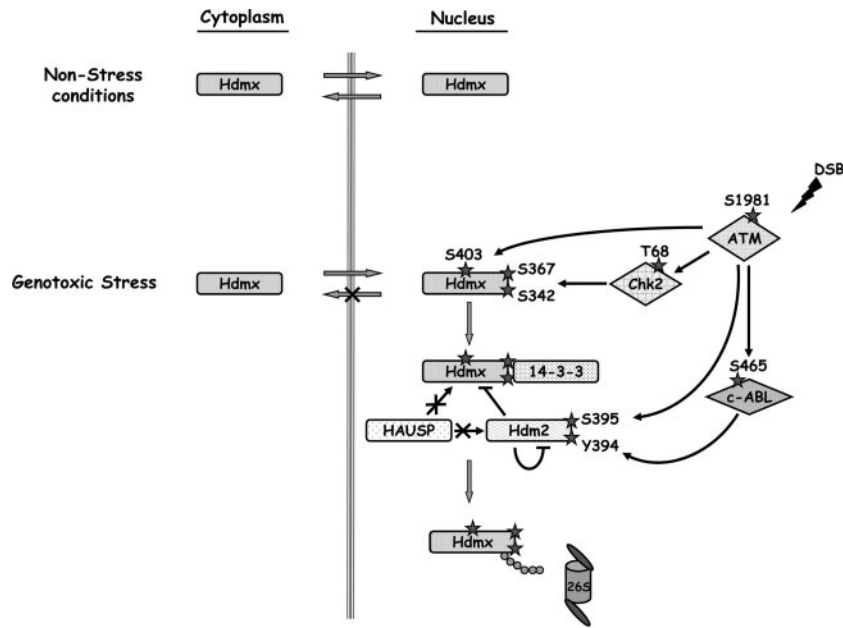 Cytoplasm
Nucleus
Non-Stress
conditions
Hdmx
Hdmx
DSB
S1981
ATM
S403
T68
S367
Genotoxic Stress
Hdmx
Hdmx
Chk2
S342
S465
Hdmx
14-3-3
c-ABL
S395
HAUSP
Hdm2
Y394
Hdmx
26S